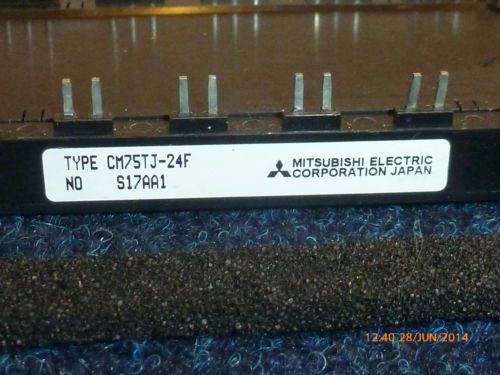 TYPE CM75TJ-24F
NO S17AA1
MITSUBISHI ELECTRIC
CORPORATION JAPAN
12:40 28/JUN/2014